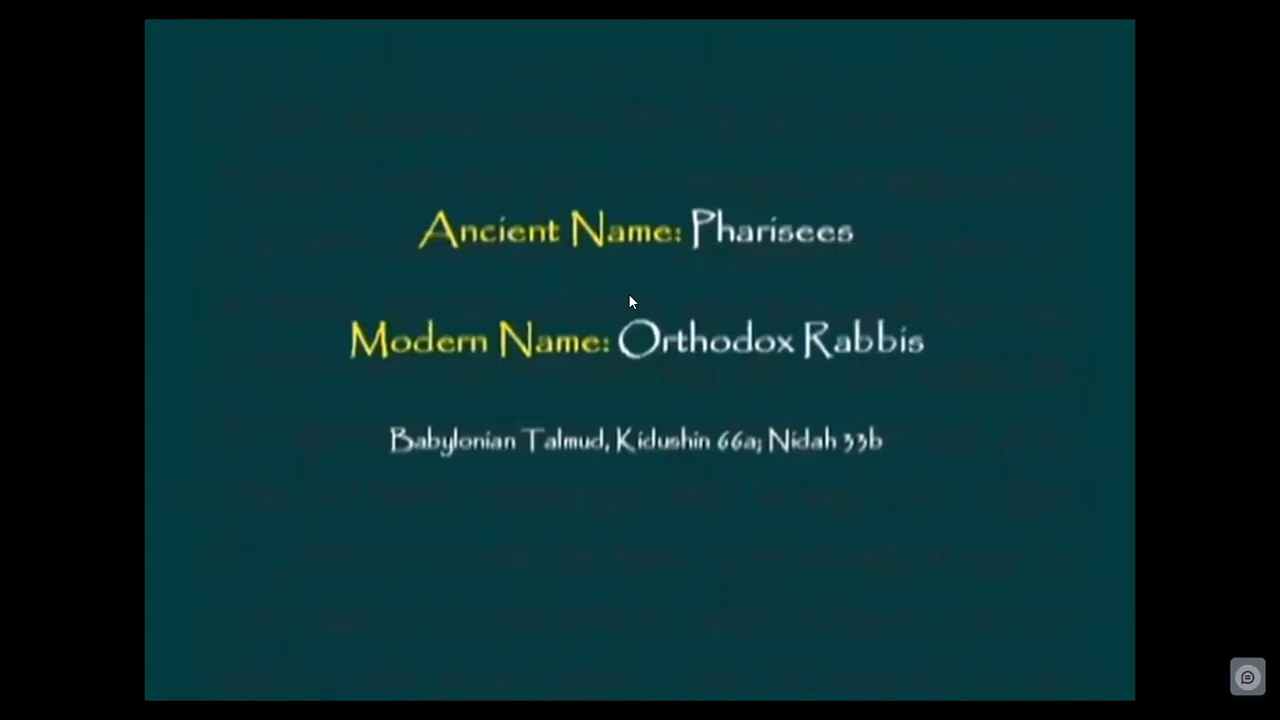 Ancient Name: Pharisees
Modern Name: Orthodox Rabbis
Babylonian Talmud, Kidushin 66a; Nidah 33b